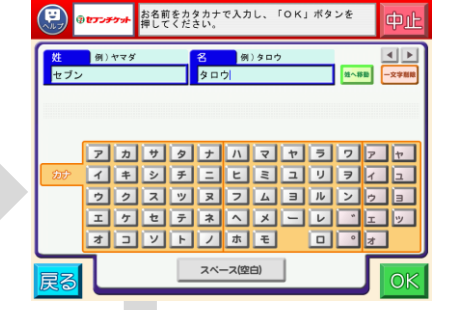 ヘルプ
セブンチケット
お名前をカタカナで入力し、「OK」ボタンを
押してください。
中止
姓 例)ヤマダ
名 例)タロウ
セブン
タロウ
姓へ移動
一文字削除
ア カ サ タ ナ ハ マ ヤ ラ ワ ァ ャ
カナ
イ キ シ チ ニ ヒ ミ ユ リ ヲ ィ ュ
ウ ク ス ツ ヌ フ ム ヨ ル ン ゥ ョ
エ ケ セ テ ネ ヘ メ ー レ ゛ ェ ッ
オ コ ソ ト ノ ホ モ ロ ゜ ォ
戻る
スペース(空白)
OK